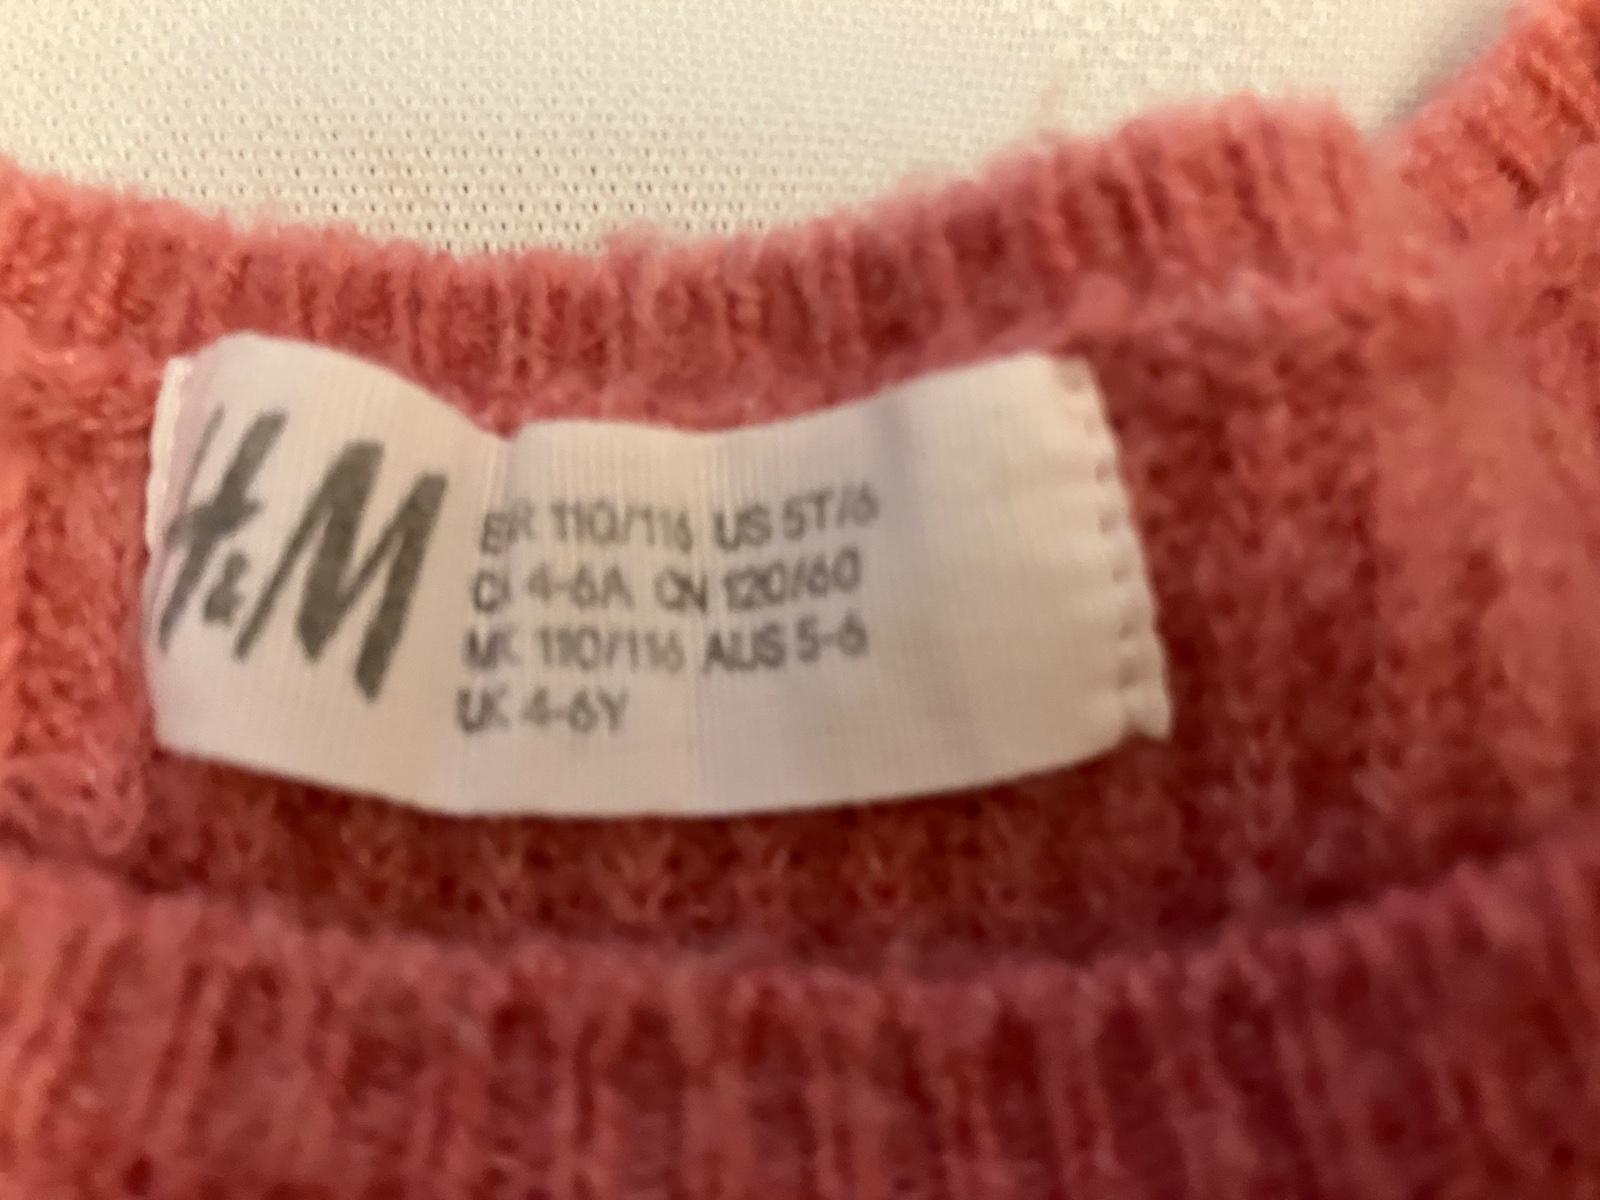 H&M
EUR 110/116 US 5T/6
CA 4-6A CN 120/60
MX 110/116 AUS 5-6
UK 4-6Y